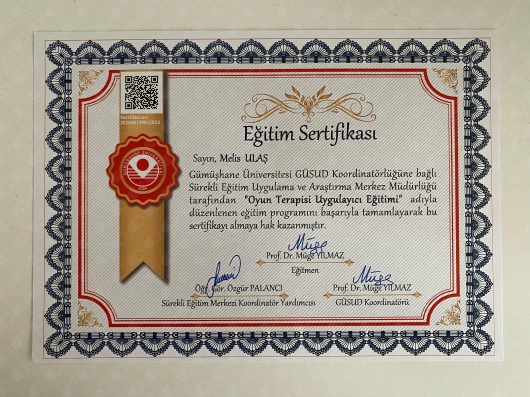 Eğitim Sertifikası
Sayın, Melis ULAŞ
Gümüşhane Üniversitesi GÜSUD Koordinatörlüğüne bağlı
Sürekli Eğitim Uygulama ve Araştırma Merkez Müdürlüğü
tarafından "Oyun Terapisi Uygulayıcı Eğitimi" adıyla
düzenlenen eğitim programını başarıyla tamamlayarak bu
sertifikayı almaya hak kazanmıştır.
Müge
Prof. Dr. Müge YILMAZ
Eğitmen
Öğr. Gör. Özgür PALANCI
Sürekli Eğitim Merkezi Koordinatör Yardımcısı
Müge
Prof. Dr. Müge YILMAZ
GÜSUD Koordinatörü